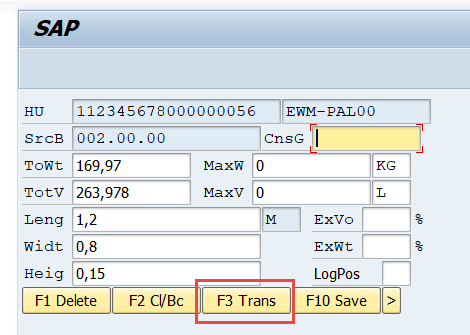 SAP
HU 112345678000000056 EWM-PAL00
SrcB 002.00.00 CnsG
ToWt 169,97 MaxW 0 KG
TotV 263,978 MaxV 0 L
Leng 1,2 M ExVo %
Widt 0,8 ExWt %
Heig 0,15 LogPos
F1 Delete F2 Cl/Bc F3 Trans F10 Save >